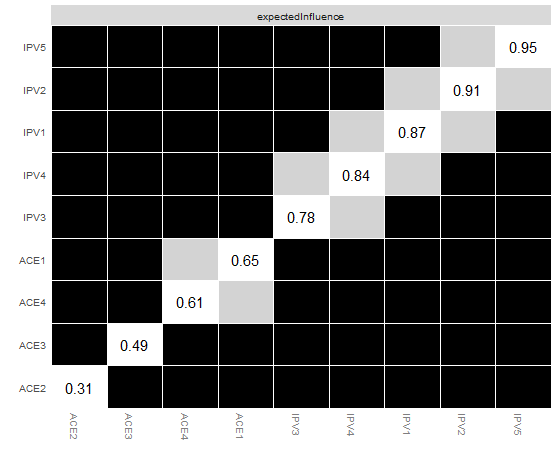 expectedInfluence
IPV5 0.95
IPV2 0.91
IPV1 0.87
IPV4 0.84
IPV3 0.78
ACE1 0.65
ACE4 0.61
ACE3 0.49
ACE2 0.31
ACE2 ACE3 ACE4 ACE1 IPV3 IPV4 IPV1 IPV2 IPV5